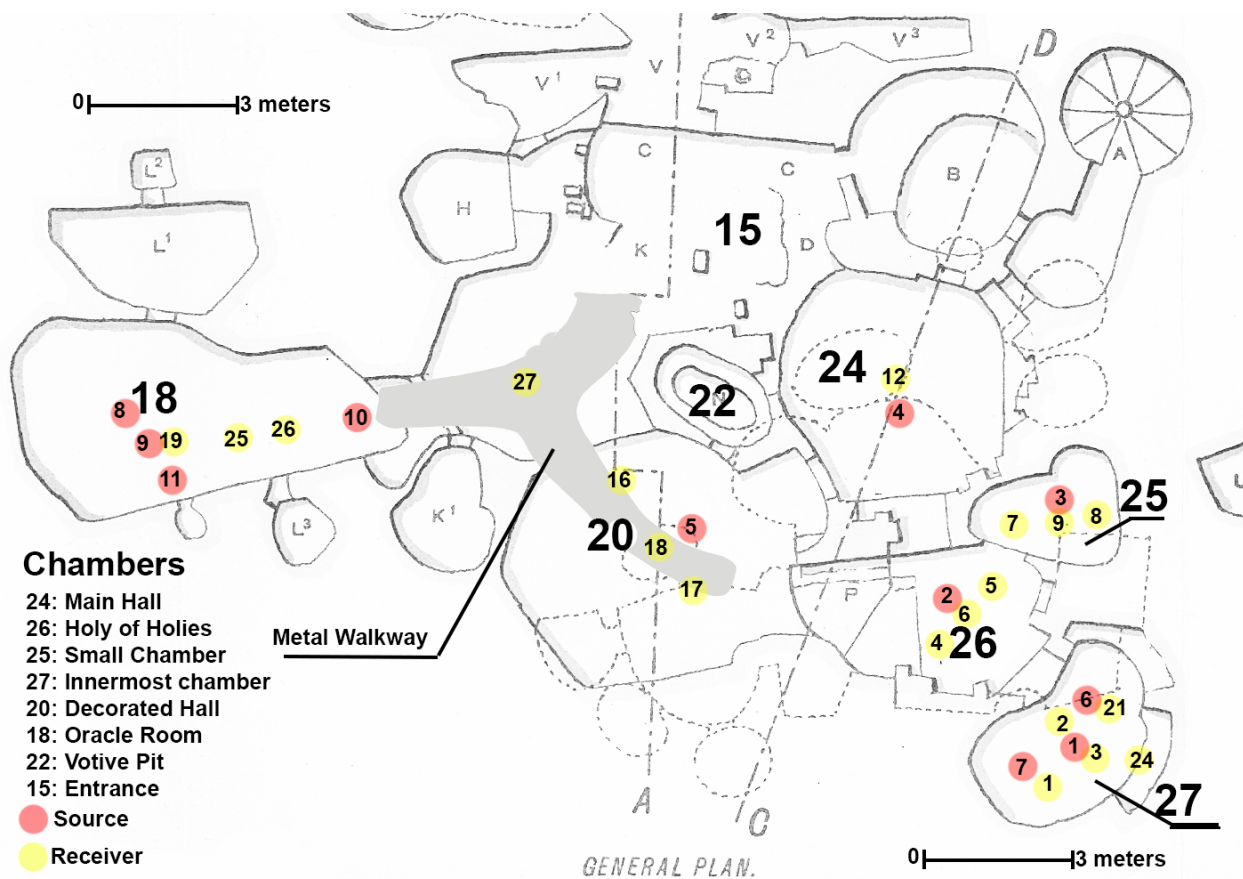 0 3 meters
V²
V³
V
V¹
D
A
L²
L¹
H
C
C
B
K
15
D
27
24
12
22
N
4
18
8
9
19
25
26
10
11
L³
K¹
16
20
5
18
17
3
7
9
8
25
L
P
2
5
6
4
26
Chambers
24: Main Hall
26: Holy of Holies
25: Small Chamber
27: Innermost chamber
20: Decorated Hall
18: Oracle Room
22: Votive Pit
15: Entrance
Source
Receiver
Metal Walkway
6
21
2
1
3
24
7
1
27
A
C
GENERAL PLAN.
0 3 meters